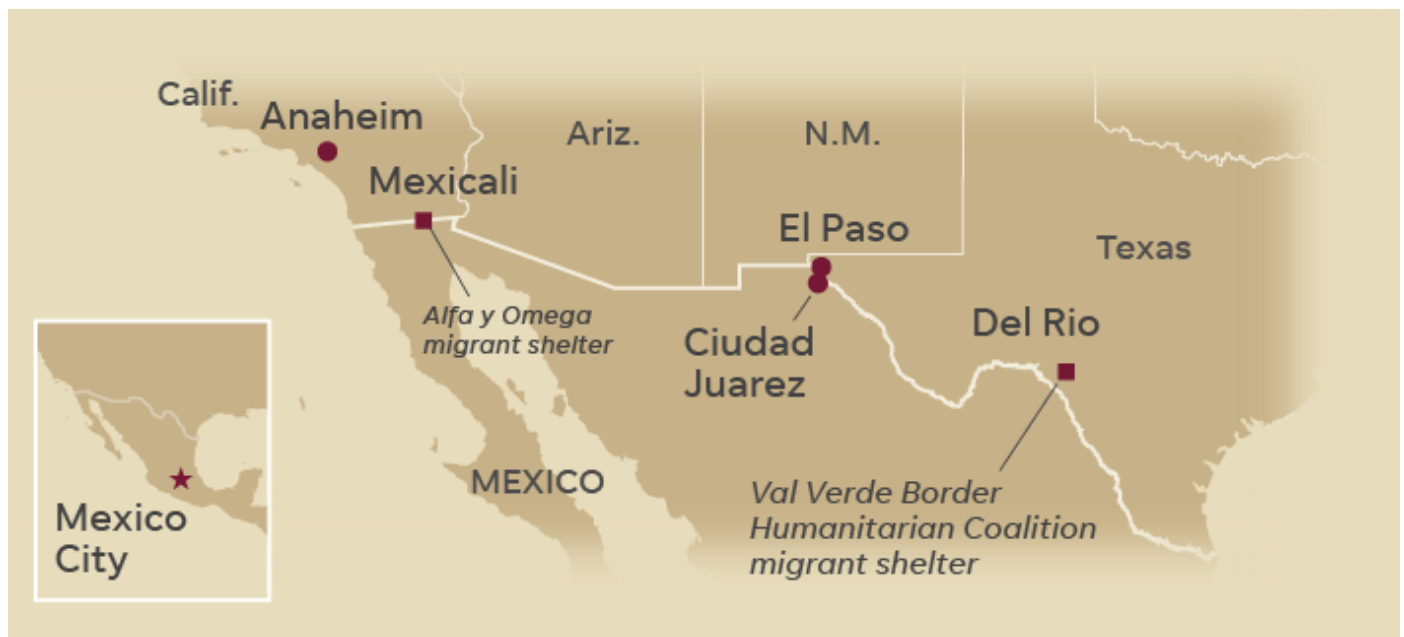 Calif.
Anaheim
Ariz.
N.M.
Mexicali
El Paso
Texas
Alfa y Omega
migrant shelter
Ciudad
Juarez
Del Rio
MEXICO
Val Verde Border
Humanitarian Coalition
migrant shelter
Mexico
City